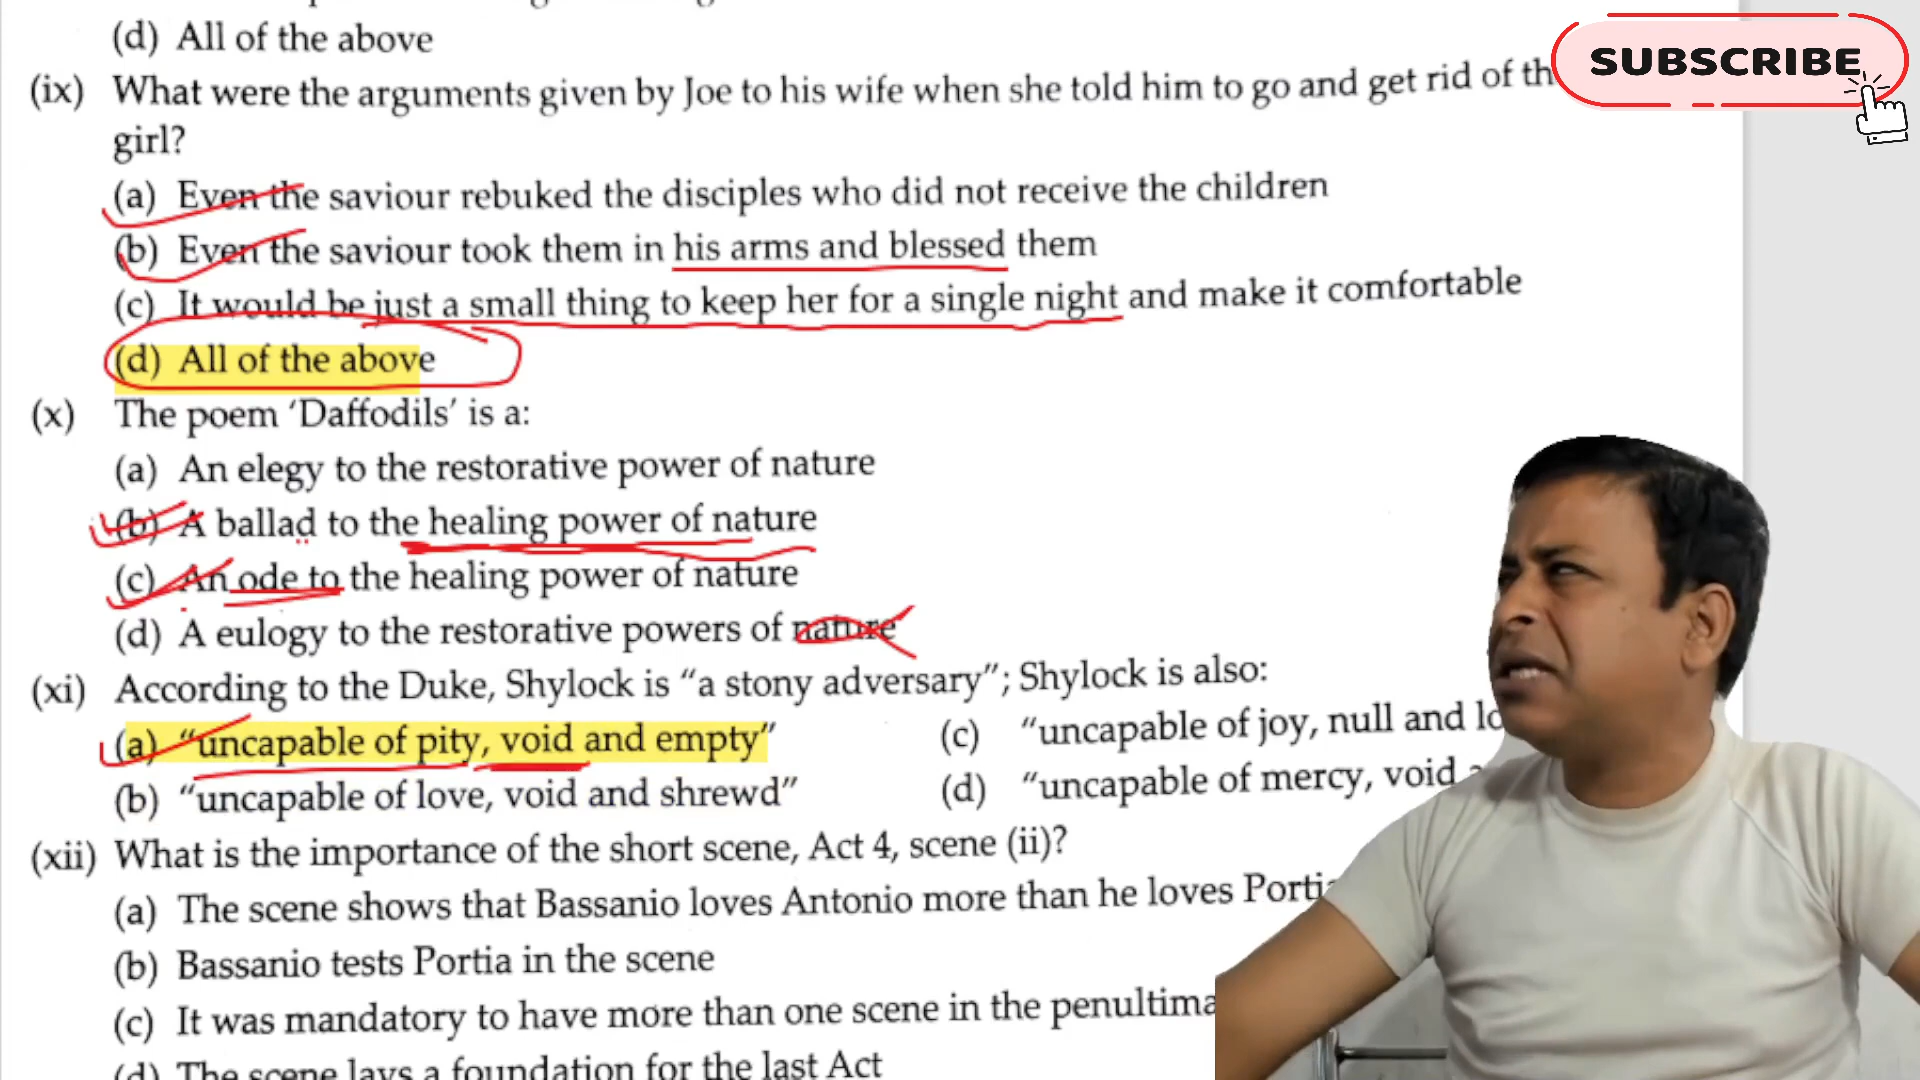 (d) All of the above
SUBSCRIBE
(ix) What were the arguments given by Joe to his wife when she told him to go and get rid of
girl?
(a) Even the saviour rebuked the disciples who did not receive the children
(b) Even the saviour took them in his arms and blessed them
(c) It would be just a small thing to keep her for a single night and make it comfortable
(d) All of the above
(x) The poem ‘Daffodils’ is a:
(a) An elegy to the restorative power of nature
(b) A ballad to the healing power of nature
(c) An ode to the healing power of nature
(d) A eulogy to the restorative powers of nature
(xi) According to the Duke, Shylock is “a stony adversary”; Shylock is also:
(a) “uncapable of pity, void and empty” (c) “uncapable of joy, null and
(b) “uncapable of love, void and shrewd” (d) “uncapable of mercy, void
(xii) What is the importance of the short scene, Act 4, scene (ii)?
(a) The scene shows that Bassanio loves Antonio more than he loves
(b) Bassanio tests Portia in the scene
(c) It was mandatory to have more than one scene in the
(d) The scene lays a foundation for the last Act